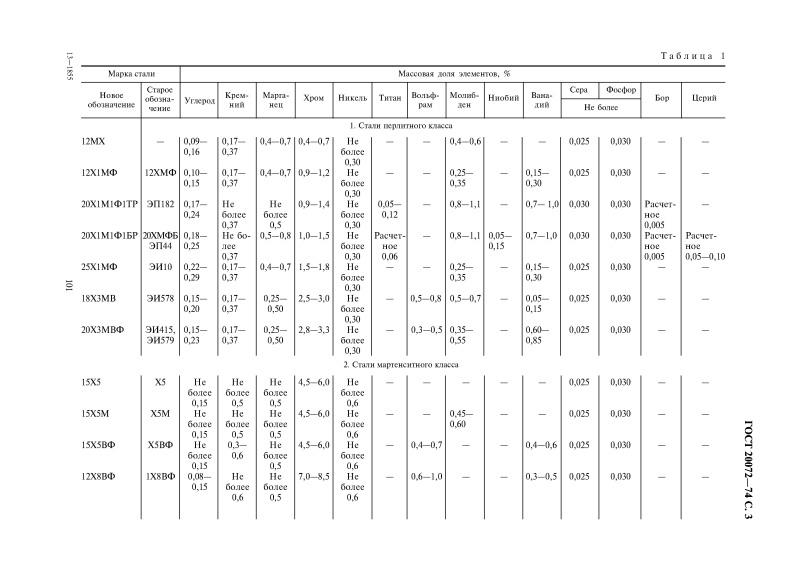 13—1855
Таблица 1
Марка стали Массовая доля элементов, %
Новое обозначение Старое обозна- чение Углерод Крем- ний Марга- нец Хром Никель Титан Вольф- рам Молиб- ден Ниобий Вана- дий Сера Фосфор Бор Церий
Не более
1. Стали перлитного класса
12МХ — 0,09— 0,17— 0,4—0,7 0,4—0,7 Не — — 0,4—0,6 — — 0,025 0,030 — —
0,16 0,37 более
0,30
12Х1МФ 12ХМФ 0,10— 0,17— 0,4—0,7 0,9—1,2 Не — — 0,25— — 0,15— 0,025 0,030 — —
0,15 0,37 более 0,35 0,30
0,30
20Х1М1Ф1ТР ЭП182 0,17— Не Не 0,9—1,4 Не 0,05— — 0,8—1,1 — 0,7— 1,0 0,030 0,030 Расчет- —
0,24 более более более 0,12 ное
0,37 0,5 0,30 0,005
20Х1М1Ф1БР 20ХМФБ 0,18— Не бо- 0,5—0,8 1,0—1,5 Не Расчет- — 0,8—1,1 0,05— 0,7—1,0 0,030 0,030 Расчет- Расчет-
ЭП44 0,25 лее более ное 0,15 ное ное
0,37 0,30 0,06 0,005 0,05—0,10
25Х1МФ ЭИ10 0,22— 0,17— 0,4—0,7 1,5—1,8 Не — — 0,25— — 0,15— 0,025 0,030 — —
0,29 0,37 более 0,35 0,30
0,30
18Х3МВ ЭИ578 0,15— 0,17— 0,25— 2,5—3,0 Не — 0,5—0,8 0,5—0,7 — 0,05— 0,025 0,030 — —
0,20 0,37 0,50 более 0,15
0,30
20Х3МВФ ЭИ415, 0,15— 0,17— 0,25— 2,8—3,3 Не — 0,3—0,5 0,35— — 0,60— 0,025 0,030 — —
ЭИ579 0,23 0,37 0,50 более 0,55 0,85
0,30
2. Стали мартенситного класса
15Х5 Х5 Не Не Не 4,5—6,0 Не — — — — — 0,025 0,030 — —
более более более более
0,15 0,5 0,5 0,6
15Х5М Х5М Не Не Не 4,5—6,0 Не — — 0,45— — — 0,025 0,030 — —
более более более более 0,60
0,15 0,5 0,5 0,6
15Х5ВФ Х5ВФ Не 0,3— Не 4,5—6,0 Не — 0,4—0,7 — — 0,4—0,6 0,025 0,030 — —
более 0,6 более более
0,15 0,5 0,6
12Х8ВФ 1Х8ВФ 0,08— Не Не 7,0—8,5 Не — 0,6—1,0 — — 0,3—0,5 0,025 0,030 — —
0,15 более более более
0,6 0,5 0,6
101
ГОСТ 20072—74 С. 3